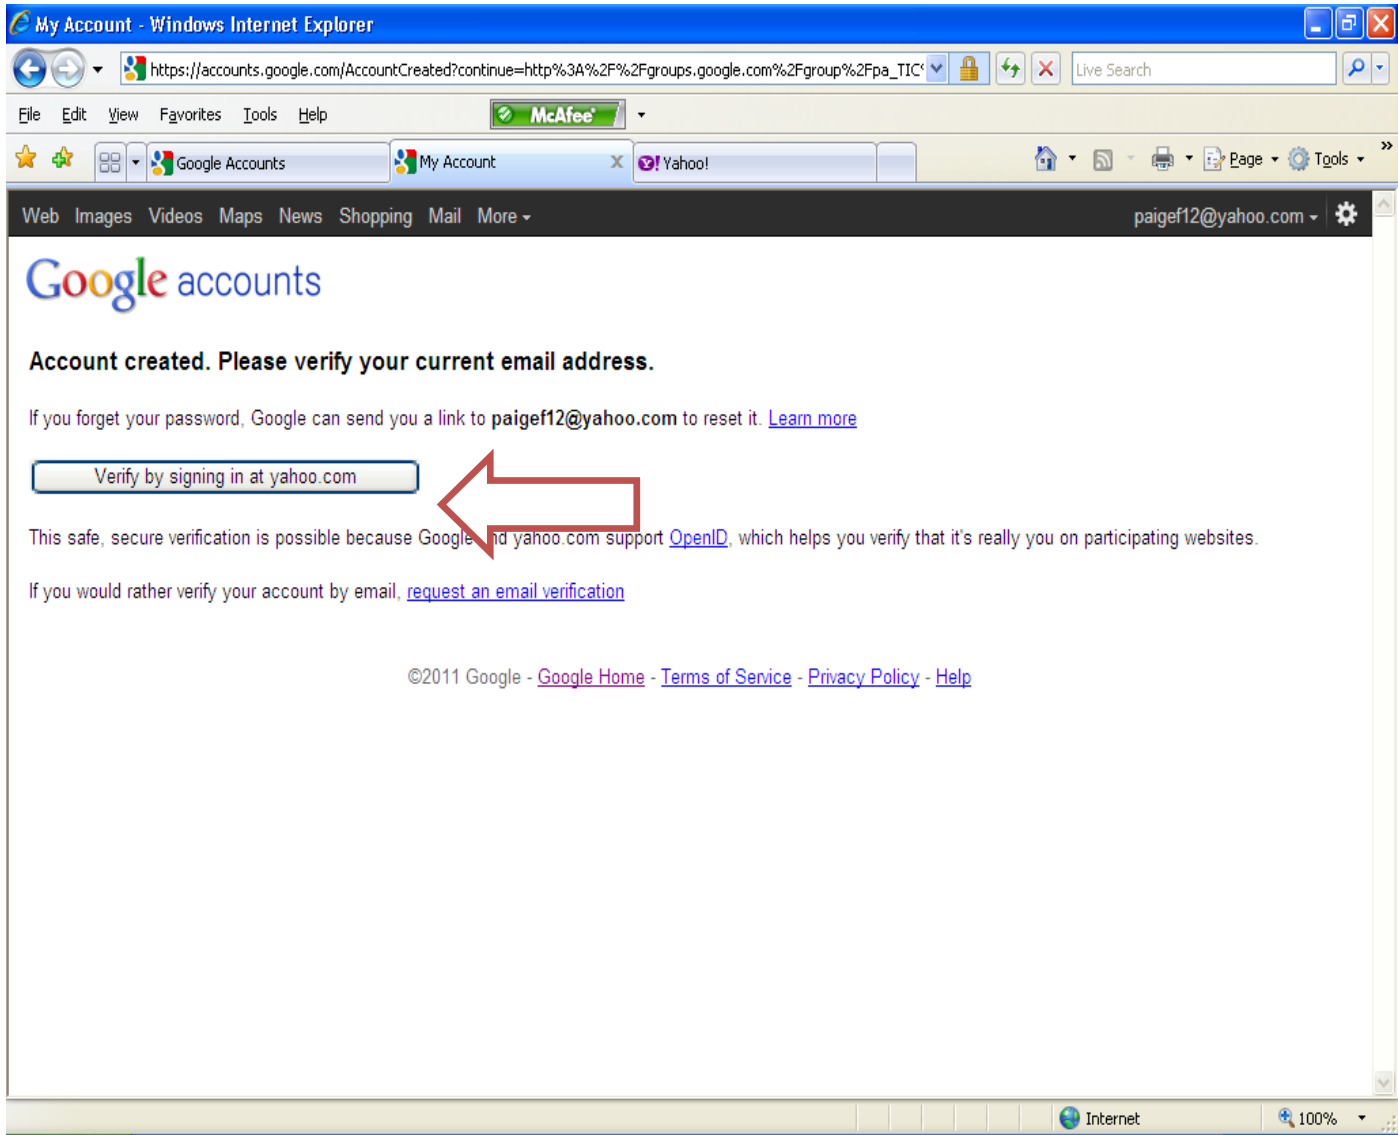 My Account - Windows Internet Explorer
https://accounts.google.com/AccountCreated?continue=http%3A%2F%2Fgroups.google.com%2Fgroup%2Fpa_TIC
Live Search
File Edit View Favorites Tools Help
McAfee
Google Accounts
My Account
Yahoo!
Page
Tools
Web Images Videos Maps News Shopping Mail More
paigef12@yahoo.com
Google accounts
Account created. Please verify your current email address.
If you forget your password, Google can send you a link to paigef12@yahoo.com to reset it. Learn more
Verify by signing in at yahoo.com
This safe, secure verification is possible because Google and yahoo.com support OpenID, which helps you verify that it's really you on participating websites.
If you would rather verify your account by email, request an email verification
©2011 Google - Google Home - Terms of Service - Privacy Policy - Help
Internet
100%